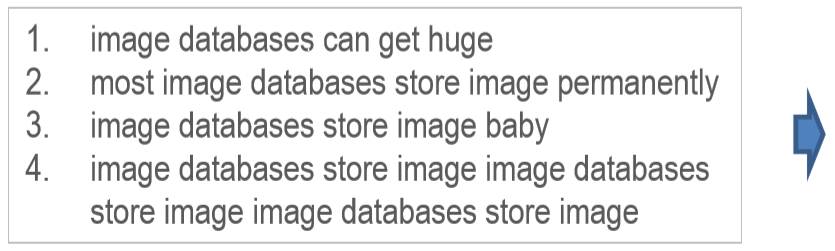 1. image databases can get huge
2. most image databases store image permanently
3. image databases store image baby
4. image databases store image image databases
store image image databases store image